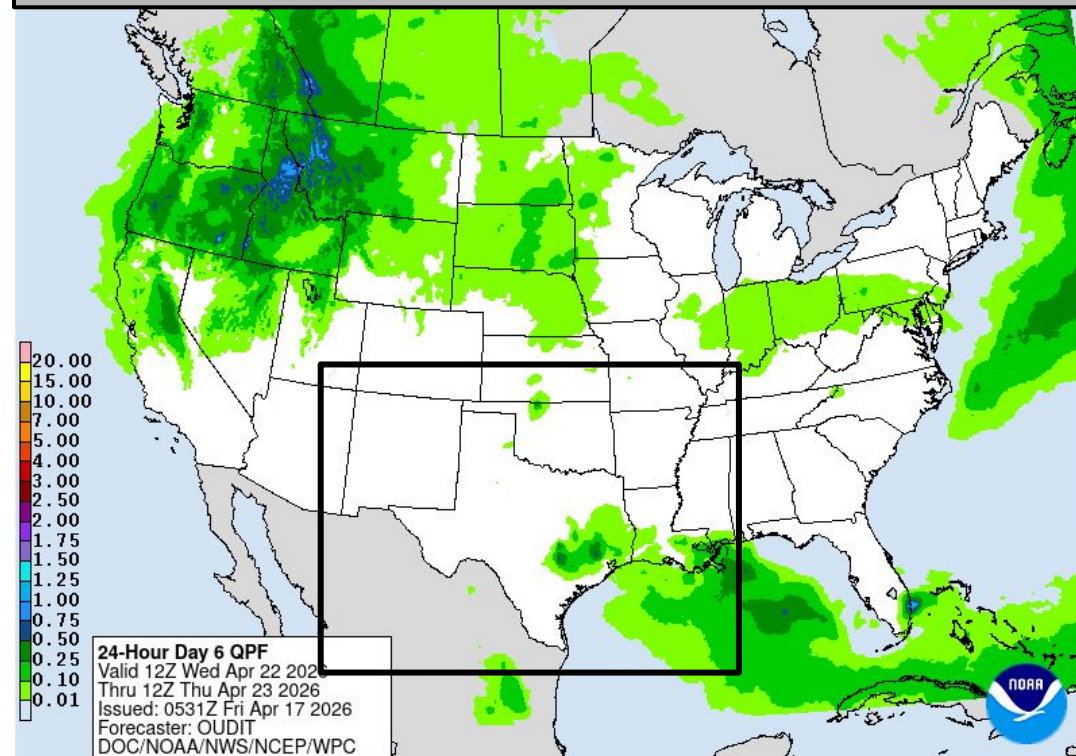 20.00
15.00
10.00
7.00
5.00
4.00
3.00
2.50
2.00
1.75
1.50
1.25
1.00
0.75
0.50
0.25
0.10
0.01
24-Hour Day 6 QPF
Valid 12Z Wed Apr 22 2026
Thru 12Z Thu Apr 23 2026
Issued: 0531Z Fri Apr 17 2026
Forecaster: OUDIT
DOC/NOAA/NWS/NCEP/WPC
NOAA